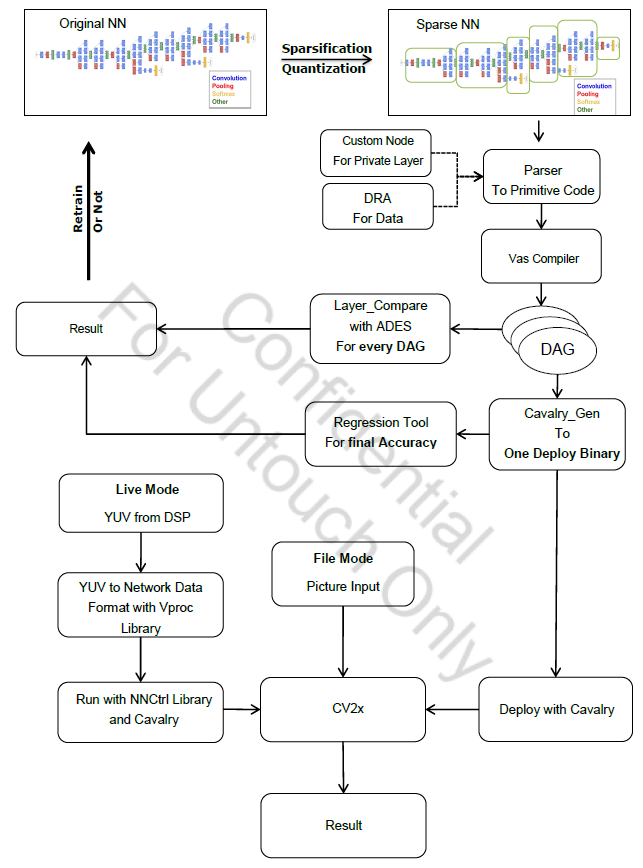 Original NN
Convolution
Pooling
Softmax
Other
Sparsification
Quantization
Sparse NN
Convolution
Pooling
Softmax
Other
Custom Node
For Private Layer
DRA
For Data
Parser
To Primitive Code
Vas Compiler
DAG
Retrain
Or Not
Result
Layer_Compare
with ADES
For every DAG
Regression Tool
For final Accuracy
Cavalry_Gen
To
One Deploy Binary
Live Mode
YUV from DSP
File Mode
Picture Input
YUV to Network Data
Format with Vproc
Library
Run with NNCtrl Library
and Cavalry
CV2x
Deploy with Cavalry
Result
Confidential
For Untouch Only